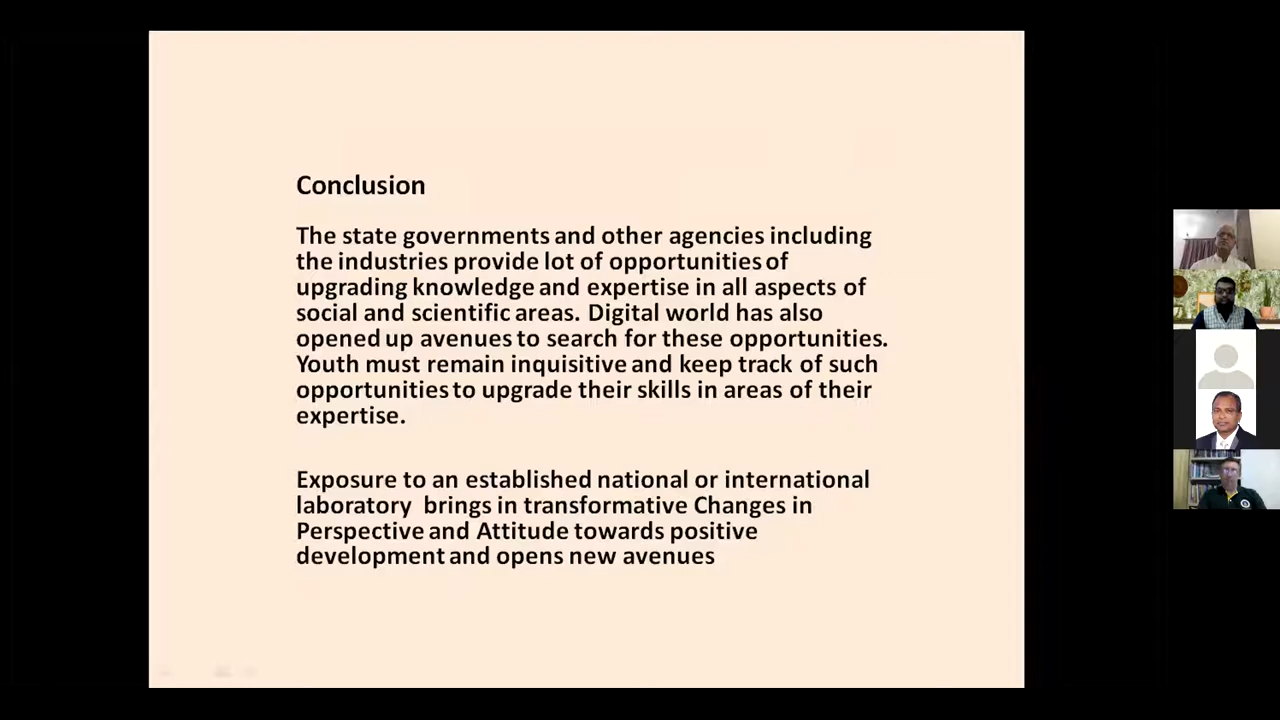 Conclusion
The state governments and other agencies including
the industries provide lot of opportunities of
upgrading knowledge and expertise in all aspects of
social and scientific areas. Digital world has also
opened up avenues to search for these opportunities.
Youth must remain inquisitive and keep track of such
opportunities to upgrade their skills in areas of their
expertise.
Exposure to an established national or international
laboratory brings in transformative Changes in
Perspective and Attitude towards positive
development and opens new avenues